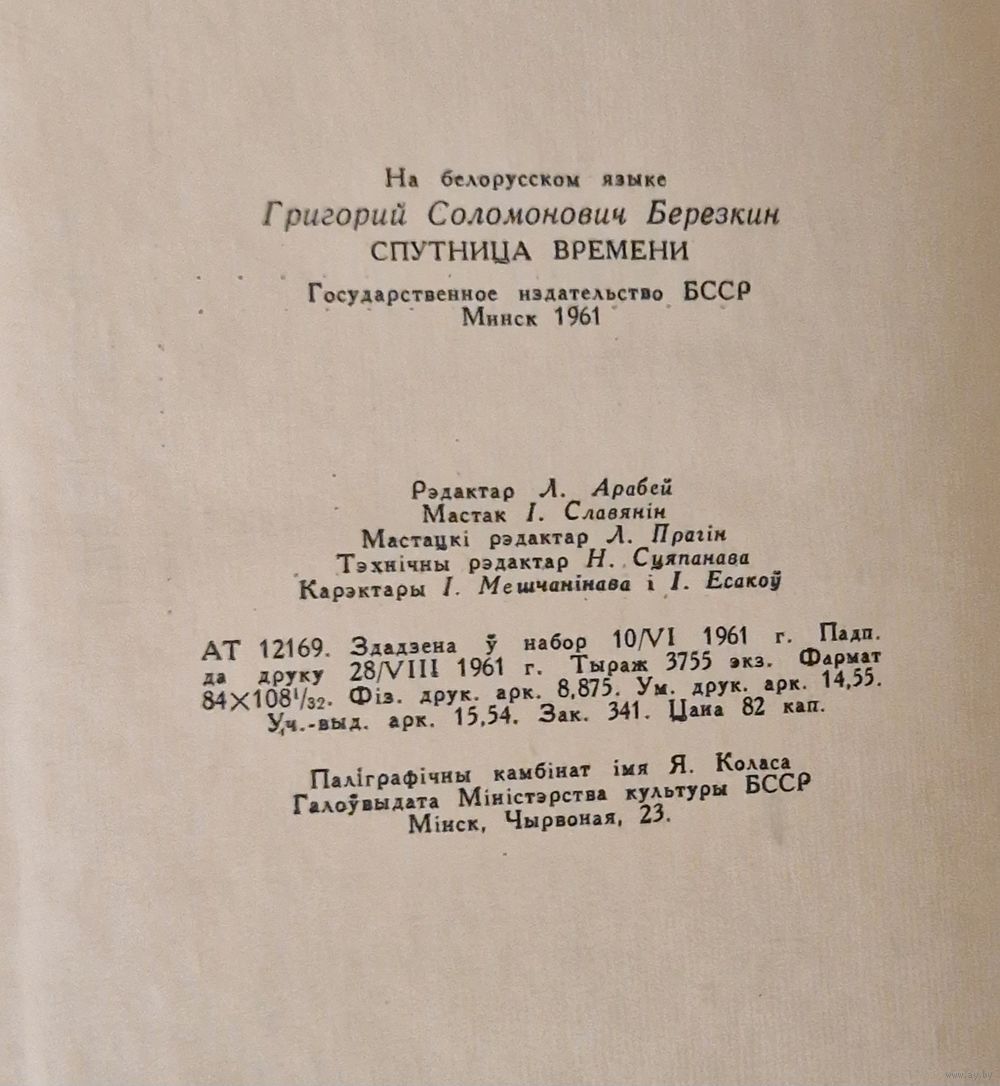 На белорусском языке
Григорий Соломонович Березкин
СПУТНИЦА ВРЕМЕНИ
Государственное издательство БССР
Минск 1961
Рэдактар Л. Арабей
Мастак І. Славянін
Мастацкі рэдактар Л. Прагін
Тэхнічны рэдактар Н. Сцяпанава
Карэктары І. Мешчанінава і І. Есакоў
АТ 12169. Здадзена ў набор 10/VI 1961 г. Падп.
да друку 28/VIII 1961 г. Тыраж 3755 экз. Фармат
84×108¹/₃₂. Фіз. друк. арк. 8,875. Ум. друк. арк. 14,55.
Уч.-выд. арк. 15,54. Зак. 341. Цана 82 кап.
Паліграфічны камбінат імя Я. Коласа
Галоўвыдата Міністэрства культуры БССР
Мінск, Чырвоная, 23.
www.ay.by